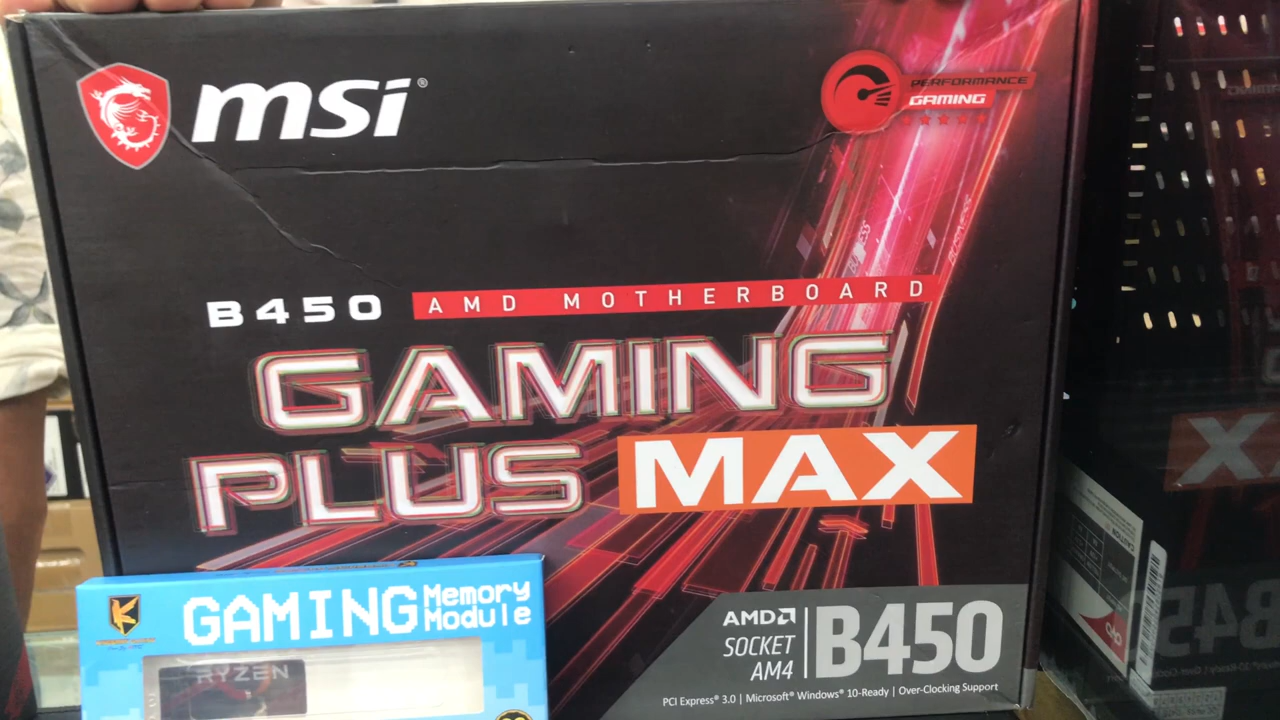 msi®
PERFORMANCE
GAMING
B450 AMD MOTHERBOARD
GAMING
PLUS MAX
GAMING Memory Module
RYZEN
AMD
SOCKET
AM4
B450
PCI Express® 3.0 | Microsoft® Windows® 10-Ready | Over-Clocking Support
CAUTION